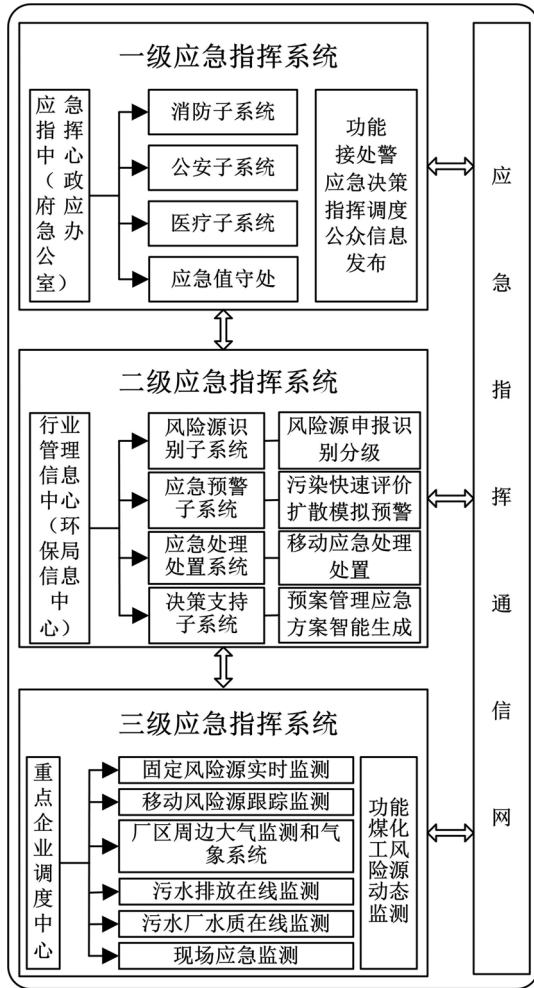 一级应急指挥系统
应急
指挥
中心
（政
府应
急办
公
室）
消防子系统
公安子系统
医疗子系统
应急值守处
功能
接处警
应急决策
指挥调度
公众信息
发布
二级应急指挥系统
行业
管理
信息
中心
（环
保局
信息
中
心）
风险源识
别子系统
风险源申报识
别分级
应急预警
子系统
污染快速评价
扩散模拟预警
应急处理
处置系统
移动应急处理
处置
决策支持
子系统
预案管理应急
方案智能生成
三级应急指挥系统
重
点
企
业
调
度
中
心
固定风险源实时监测
移动风险源跟踪监测
厂区周边大气监测和气
象系统
污水排放在线监测
污水厂水质在线监测
现场应急监测
功能
煤化
工风
险源
动态
监测
应
急
指
挥
通
信
网